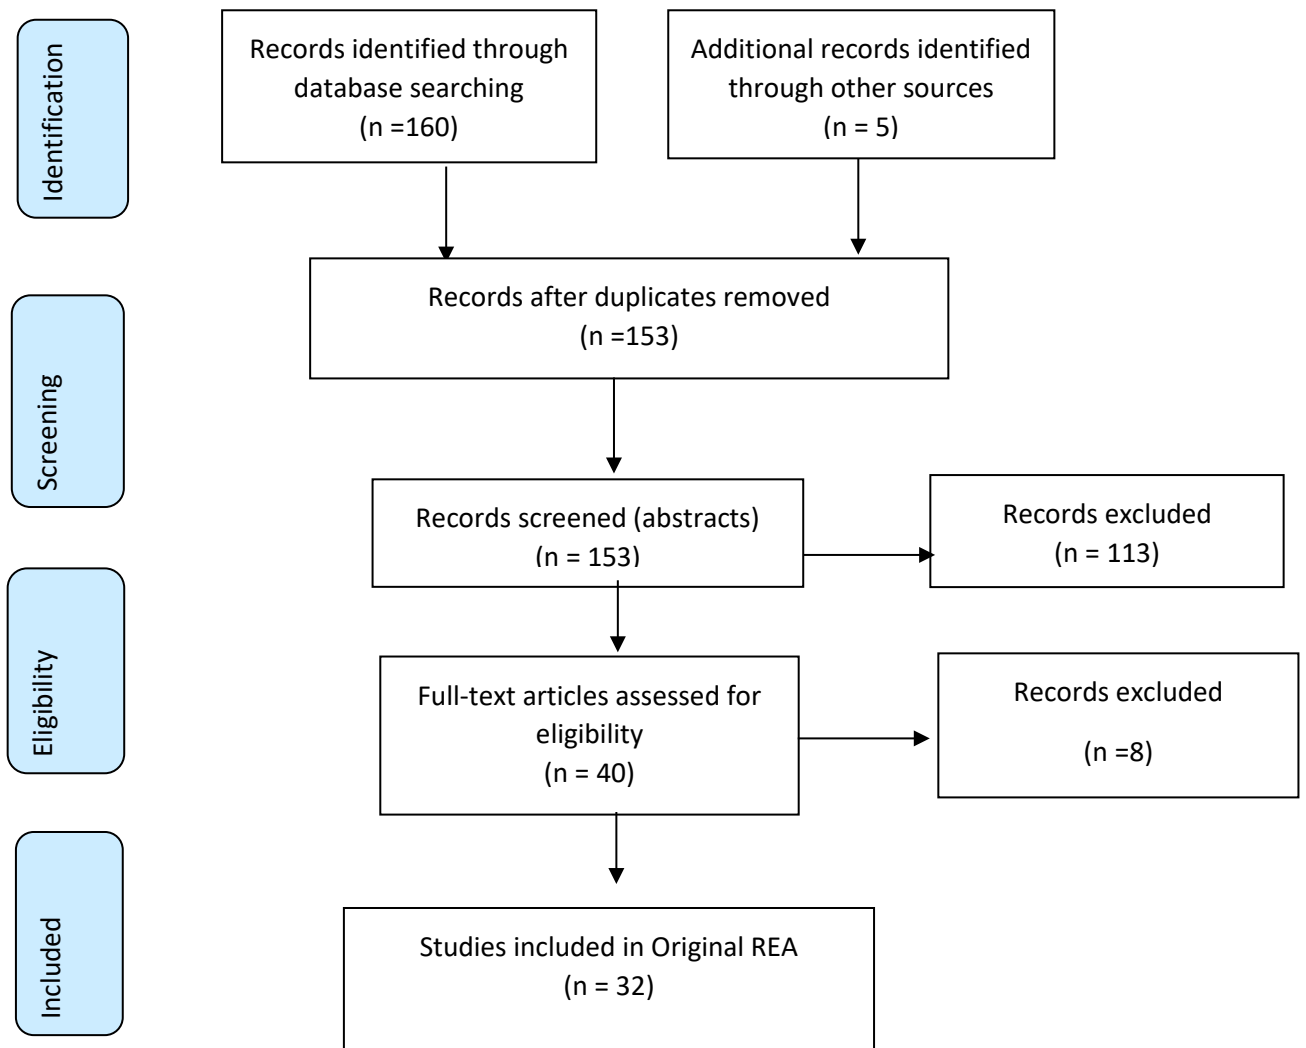 Identification
Records identified through
database searching
(n =160)
Additional records identified
through other sources
(n = 5)
Records after duplicates removed
(n =153)
Screening
Records screened (abstracts)
(n = 153)
Records excluded
(n = 113)
Eligibility
Full-text articles assessed for
eligibility
(n = 40)
Records excluded
(n =8)
Included
Studies included in Original REA
(n = 32)